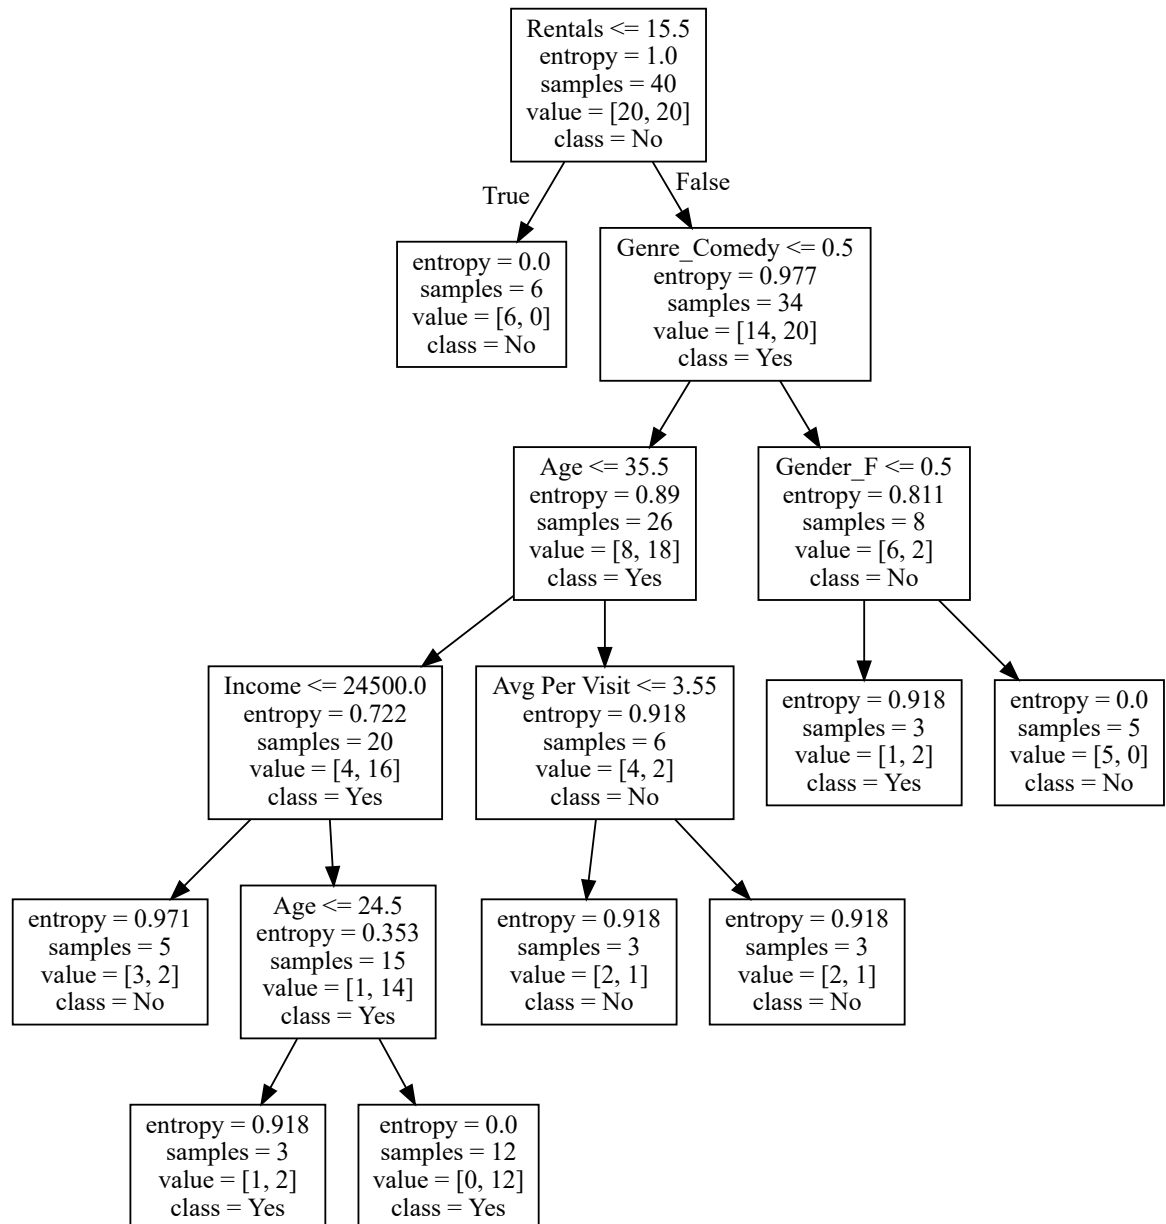 Rentals <= 15.5
entropy = 1.0
samples = 40
value = [20, 20]
class = No
True
False
entropy = 0.0
samples = 6
value = [6, 0]
class = No
Genre_Comedy <= 0.5
entropy = 0.977
samples = 34
value = [14, 20]
class = Yes
Age <= 35.5
entropy = 0.89
samples = 26
value = [8, 18]
class = Yes
Gender_F <= 0.5
entropy = 0.811
samples = 8
value = [6, 2]
class = No
Income <= 24500.0
entropy = 0.722
samples = 20
value = [4, 16]
class = Yes
Avg Per Visit <= 3.55
entropy = 0.918
samples = 6
value = [4, 2]
class = No
entropy = 0.918
samples = 3
value = [1, 2]
class = Yes
entropy = 0.0
samples = 5
value = [5, 0]
class = No
entropy = 0.971
samples = 5
value = [3, 2]
class = No
Age <= 24.5
entropy = 0.353
samples = 15
value = [1, 14]
class = Yes
entropy = 0.918
samples = 3
value = [2, 1]
class = No
entropy = 0.918
samples = 3
value = [2, 1]
class = No
entropy = 0.918
samples = 3
value = [1, 2]
class = Yes
entropy = 0.0
samples = 12
value = [0, 12]
class = Yes